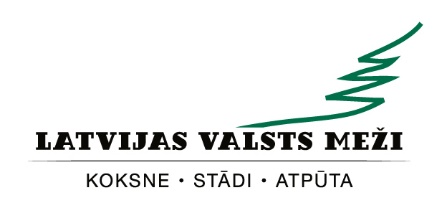 LATVIJAS VALSTS MEŽI
KOKSNE • STĀDI • ATPŪTA